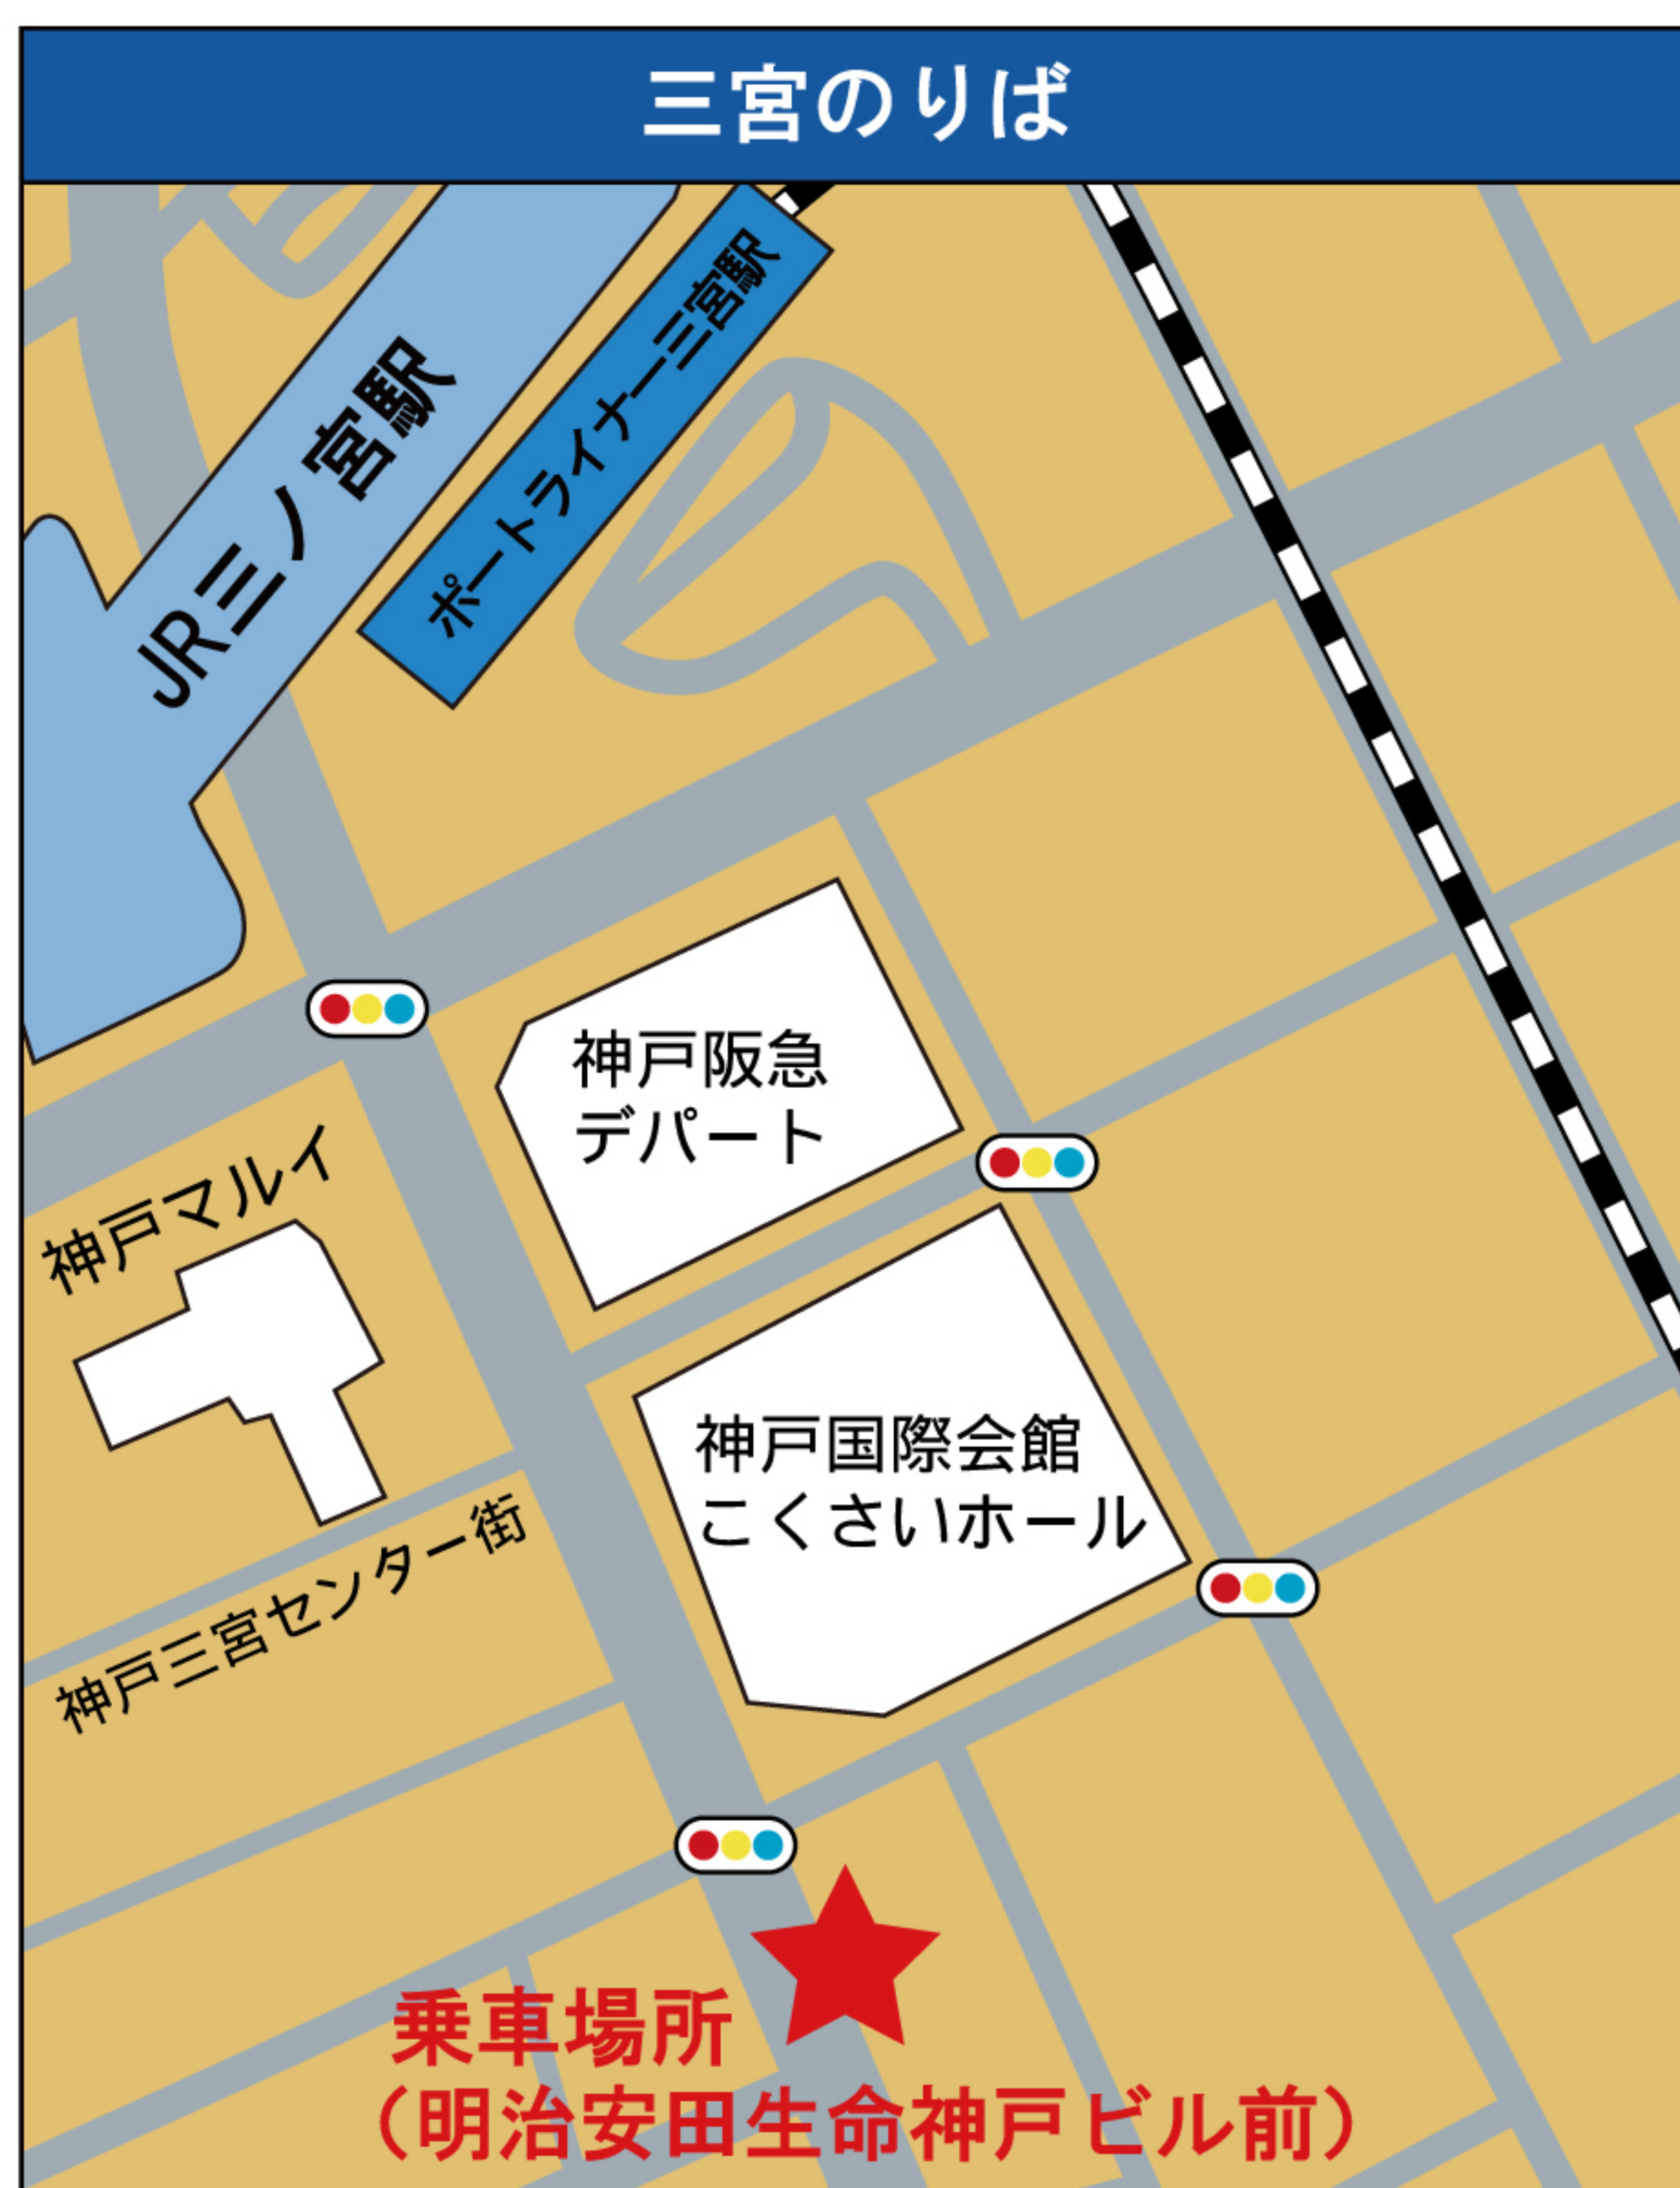 三宮のりば
JR三ノ宮駅
ポートライナー三宮駅
神戸阪急
デパート
神戸マルイ
神戸国際会館
こくさいホール
神戸三宮センター街
乗車場所
（明治安田生命神戸ビル前）